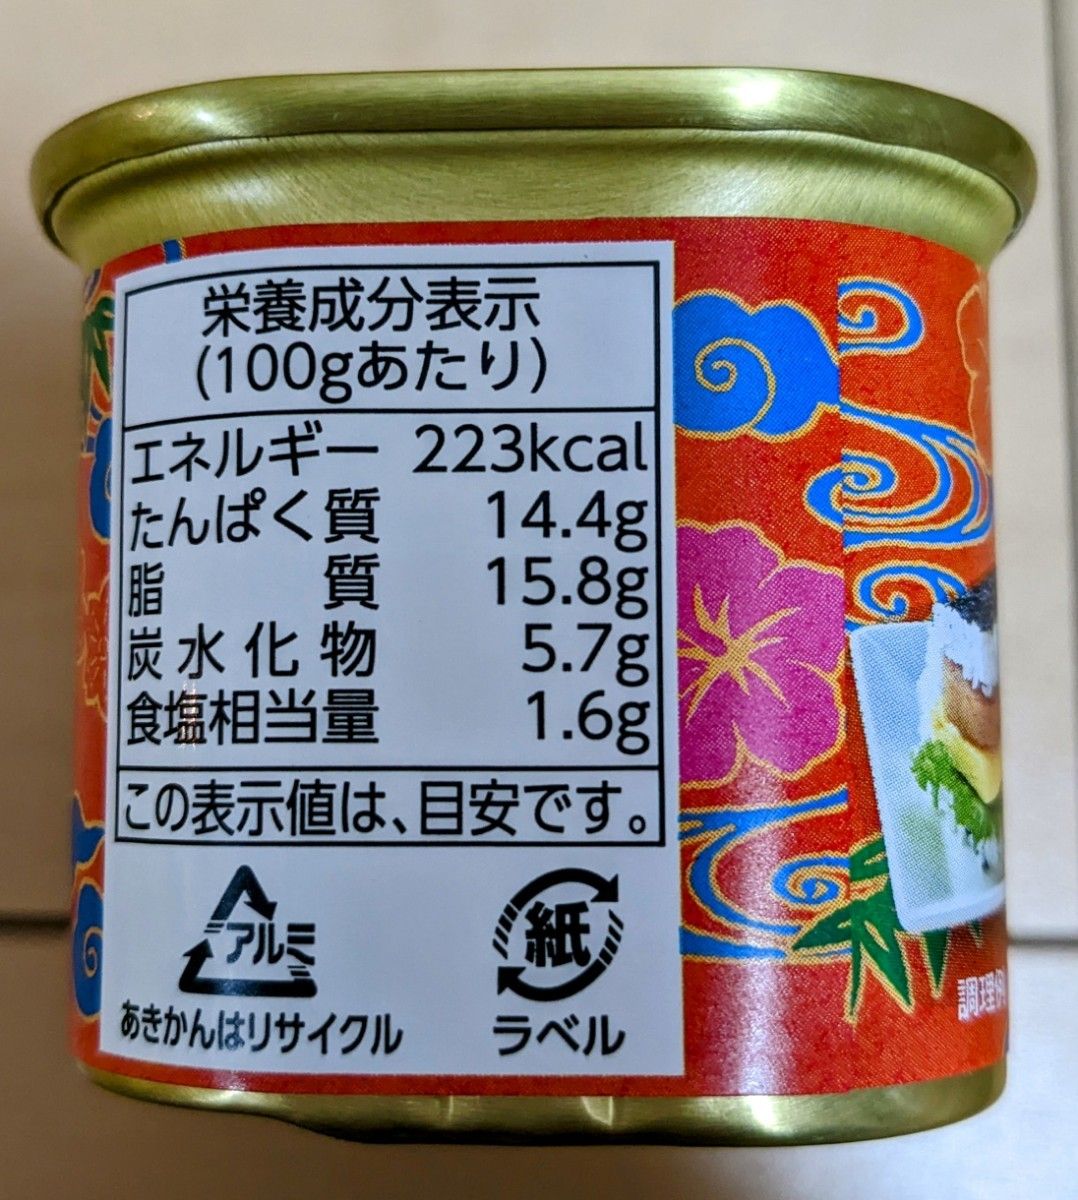 栄養成分表示
(100gあたり)
エネルギー 223kcal
たんぱく質 14.4g
脂質 15.8g
炭水化物 5.7g
食塩相当量 1.6g
この表示値は、目安です。
アルミ
あきかんはリサイクル
紙
ラベル
調理例